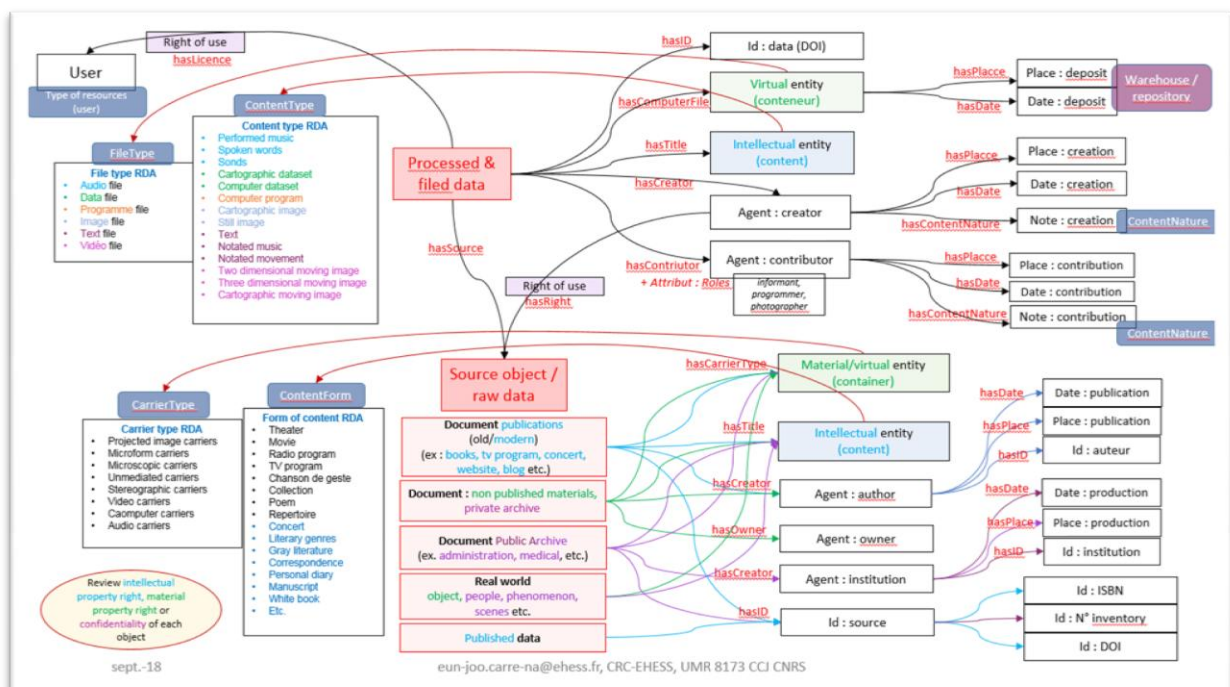 Right of use
hasLicence
User
Type of resources
(user)
FileType
File type RDA
• Audio file
• Data file
• Programme file
• Image file
• Text file
• Vidéo file
ContentType
Content type RDA
• Performed music
• Spoken words
• Sonds
• Cartographic dataset
• Computer dataset
• Computer program
• Cartographic image
• Still image
• Text
• Notated music
• Notated movement
• Two dimensional moving image
• Three dimensional moving image
• Cartographic moving image
Processed &
filed data
hasSource
hasID
Id : data (DOI)
hasComputerFile
Virtual entity
(conteneur)
hasPlacce
Place : deposit
hasDate
Date : deposit
Warehouse /
repository
hasTitle
Intellectual entity
(content)
hasCreator
Agent : creator
hasPlacce
Place : creation
hasDate
Date : creation
hasContentNature
Note : creation
ContentNature
hasContriutor
+ Attribut : Roles
Agent : contributor
informant,
programmer,
photographer
hasPlacce
Place : contribution
hasDate
Date : contribution
hasContentNature
Note : contribution
ContentNature
Right of use
hasRight
Source object /
raw data
CarrierType
Carrier type RDA
• Projected image carriers
• Microform carriers
• Microscopic carriers
• Unmediated carriers
• Stereographic carriers
• Video carriers
• Caomputer carriers
• Audio carriers
ContentForm
Form of content RDA
• Theater
• Movie
• Radio program
• TV program
• Chanson de geste
• Collection
• Poem
• Repertoire
• Concert
• Literary genres
• Gray literature
• Correspondence
• Personal diary
• Manuscript
• White book
• Etc.
Document publications
(old/modern)
(ex : books, tv program, concert,
website, blog etc.)
Document : non published materials,
private archive
Document Public Archive
(ex. administration, medical, etc.)
Real world
object, people, phenomenon,
scenes etc.
Published data
hasCarrierType
Material/virtual entity
(container)
hasTitle
Intellectual entity
(content)
hasCreator
Agent : author
hasOwner
Agent : owner
hasCreator
Agent : institution
hasID
Id : source
hasDate
Date : publication
hasPlace
Place : publication
hasID
Id : auteur
hasDate
Date : production
hasPlace
Place : production
hasID
Id : institution
Id : ISBN
Id : N° inventory
Id : DOI
Review intellectual
property right, material
property right or
confidentiality of each
object
sept.-18
eun-joo.carre-na@ehess.fr, CRC-EHESS, UMR 8173 CCJ CNRS